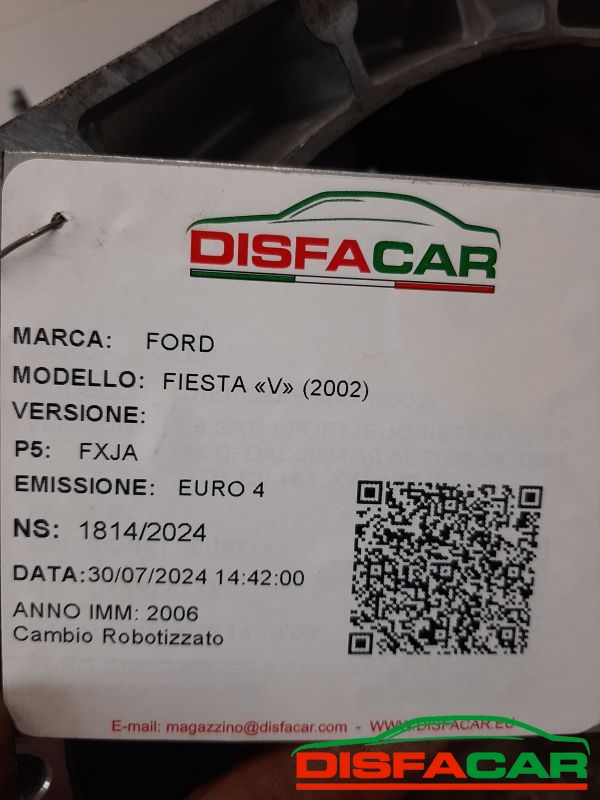 DISFACAR
MARCA: FORD
MODELLO: FIESTA «V» (2002)
VERSIONE:
P5: FXJA
EMISSIONE: EURO 4
NS: 1814/2024
DATA:30/07/2024 14:42:00
ANNO IMM: 2006
Cambio Robotizzato
E-mail: magazzino@disfacar.com - WWW.DISFACAR.EU
DISFACAR